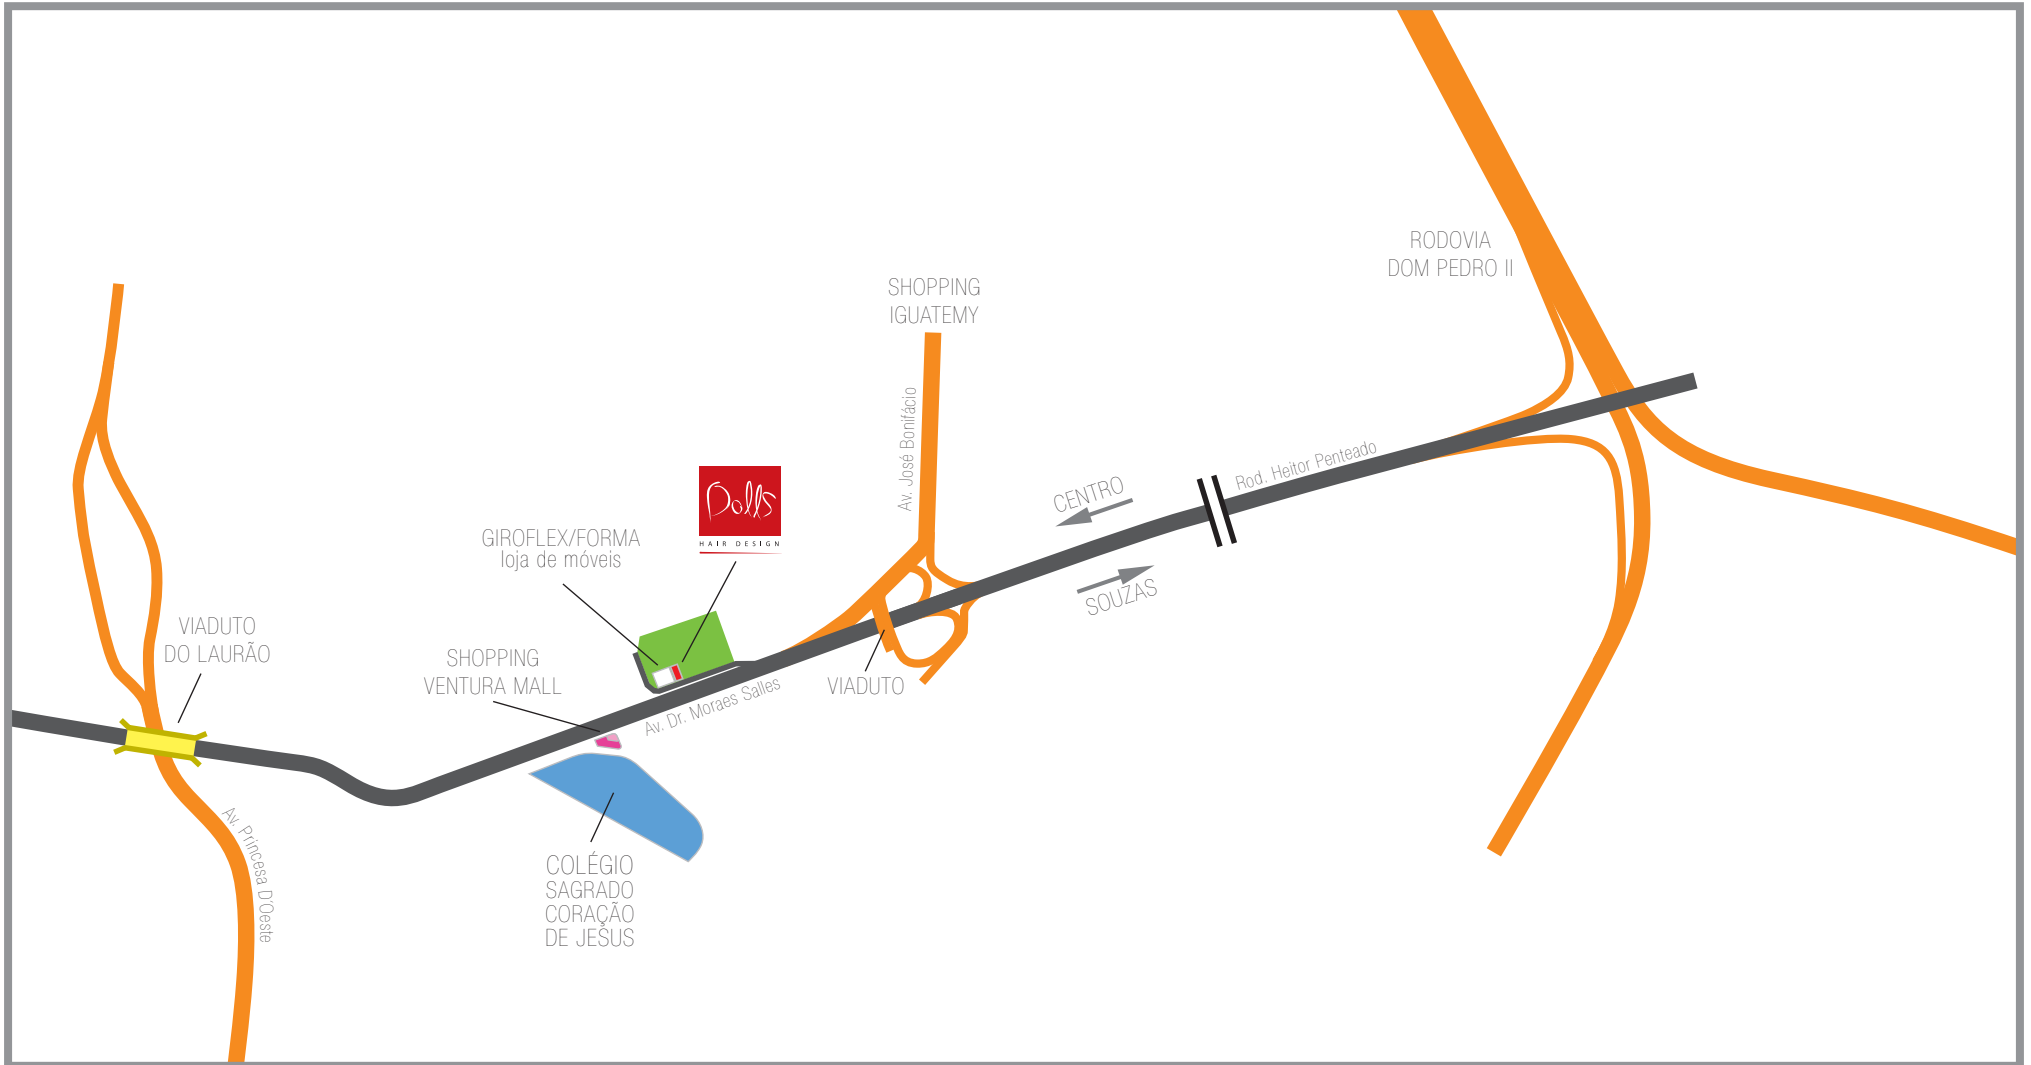 RODOVIA
DOM PEDRO II
SHOPPING
IGUATEMY
Av. José Bonifácio
Rod. Heitor Penteado
CENTRO
SOUZAS
Dolls
HAIR DESIGN
GIROFLEX/FORMA
loja de móveis
VIADUTO
DO LAURÃO
SHOPPING
VENTURA MALL
Av. Dr. Moraes Salles
VIADUTO
Av. Princesa D'Oeste
COLÉGIO
SAGRADO
CORAÇÃO
DE JESUS